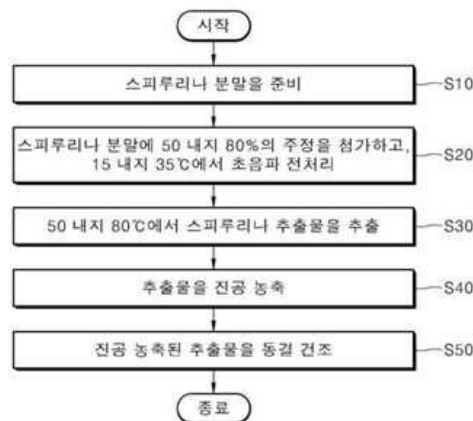 시작
스피루리나 분말을 준비
S10
스피루리나 분말에 50 내지 80%의 주정을 첨가하고,
15 내지 35℃에서 초음파 전처리
S20
50 내지 80℃에서 스피루리나 추출물을 추출
S30
추출물을 진공 농축
S40
진공 농축된 추출물을 동결 건조
S50
종료